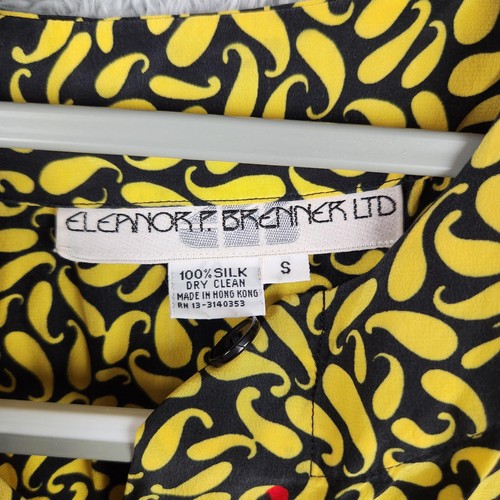 ELEANOR P. BRENNER LTD
100% SILK
DRY CLEAN
MADE IN HONG KONG
RN 13-3140353
S